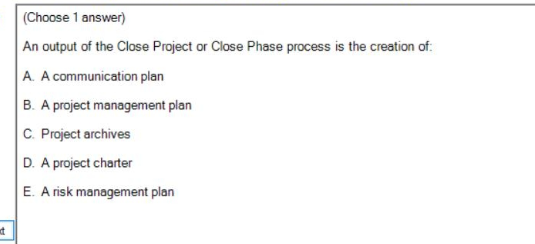 (Choose 1 answer)
An output of the Close Project or Close Phase process is the creation of:
A. A communication plan
B. A project management plan
C. Project archives
D. A project charter
E. A risk management plan